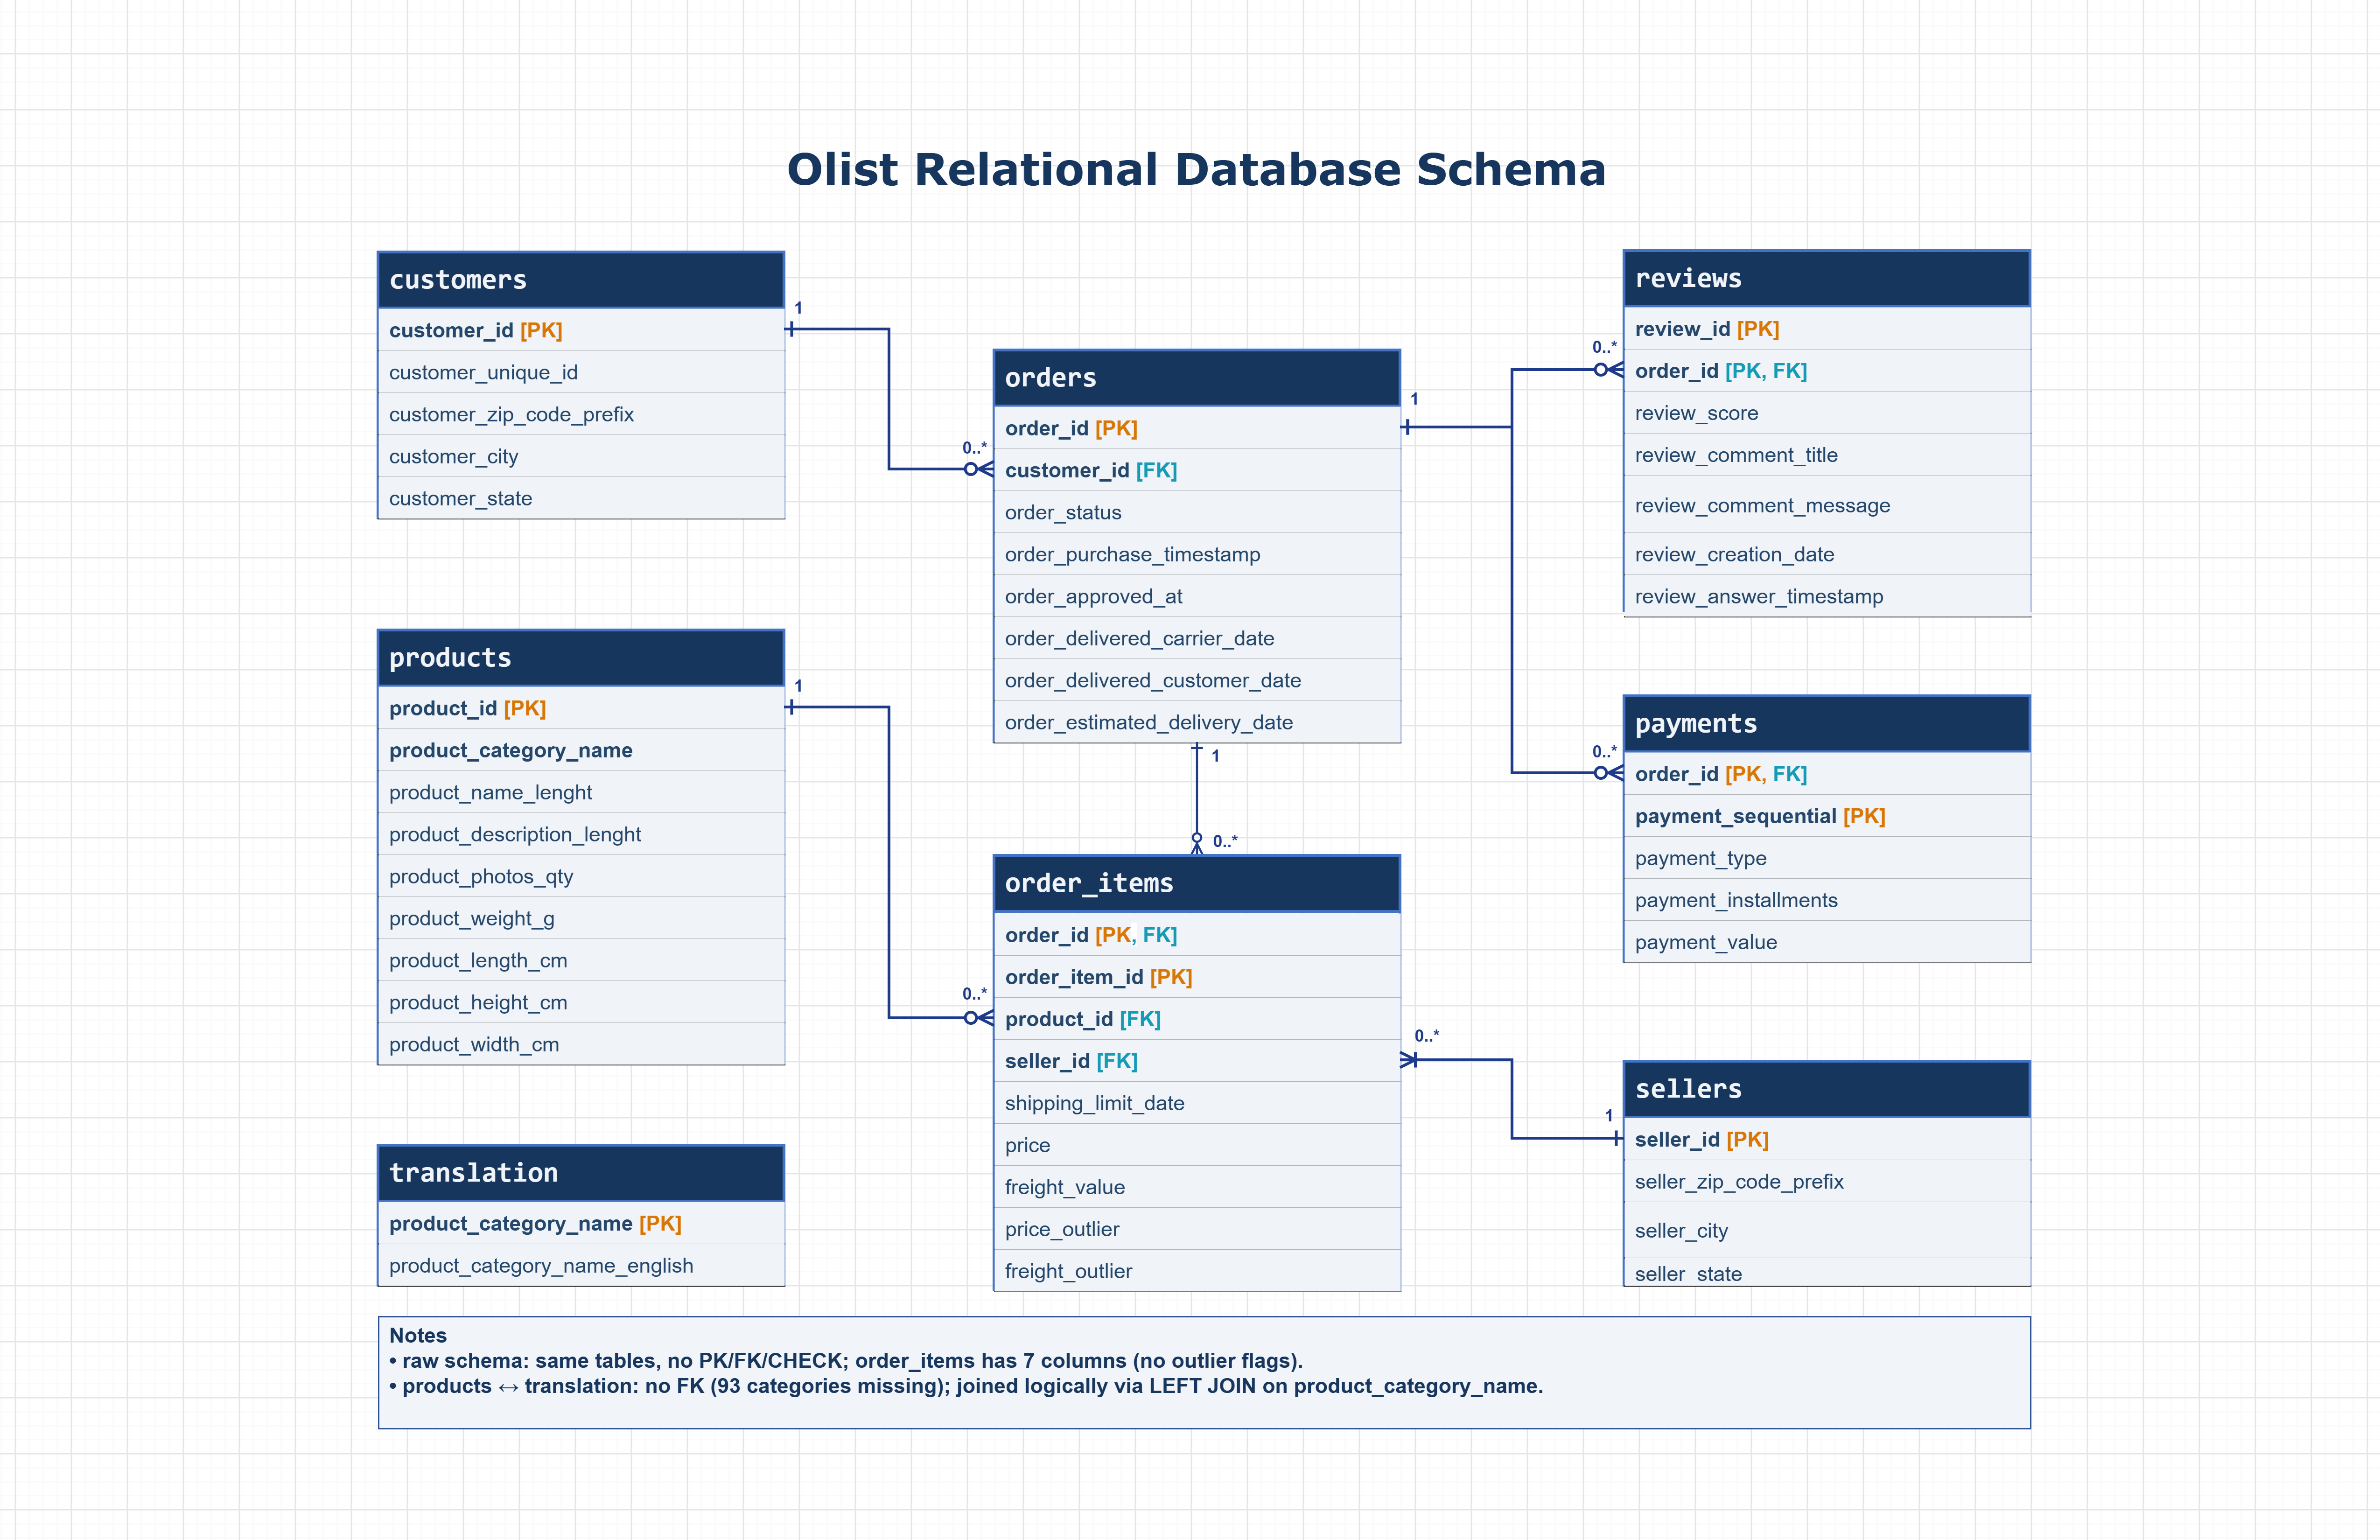 Olist Relational Database Schema
customers
customer_id [PK]
customer_unique_id
customer_zip_code_prefix
customer_city
customer_state
1
0..*
products
product_id [PK]
product_category_name
product_name_lenght
product_description_lenght
product_photos_qty
product_weight_g
product_length_cm
product_height_cm
product_width_cm
1
0..*
translation
product_category_name [PK]
product_category_name_english
orders
order_id [PK]
customer_id [FK]
order_status
order_purchase_timestamp
order_approved_at
order_delivered_carrier_date
order_delivered_customer_date
order_estimated_delivery_date
1
0..*
order_items
order_id [PK, FK]
order_item_id [PK]
product_id [FK]
seller_id [FK]
shipping_limit_date
price
freight_value
price_outlier
freight_outlier
1
0..*
reviews
review_id [PK]
order_id [PK, FK]
review_score
review_comment_title
review_comment_message
review_creation_date
review_answer_timestamp
0..*
payments
order_id [PK, FK]
payment_sequential [PK]
payment_type
payment_installments
payment_value
0..*
1
sellers
seller_id [PK]
seller_zip_code_prefix
seller_city
seller_state
Notes
• raw schema: same tables, no PK/FK/CHECK; order_items has 7 columns (no outlier flags).
• products ↔ translation: no FK (93 categories missing); joined logically via LEFT JOIN on product_category_name.